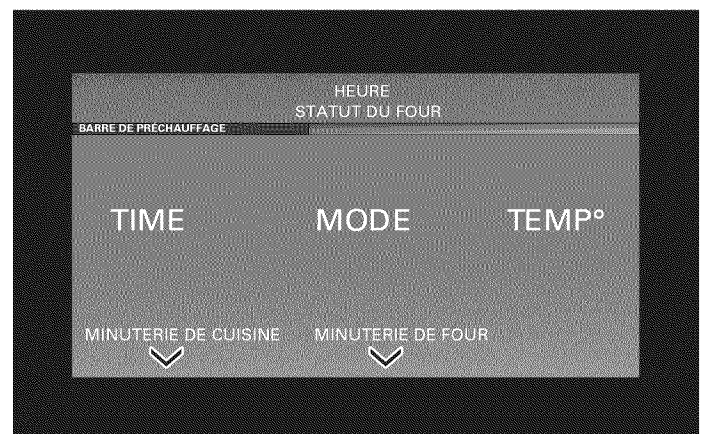 HEURE
STATUT DU FOUR
BARRE DE PRÉCHAUFFAGE
TIME MODE TEMP°
MINUTERIE DE CUISINE MINUTERIE DE FOUR